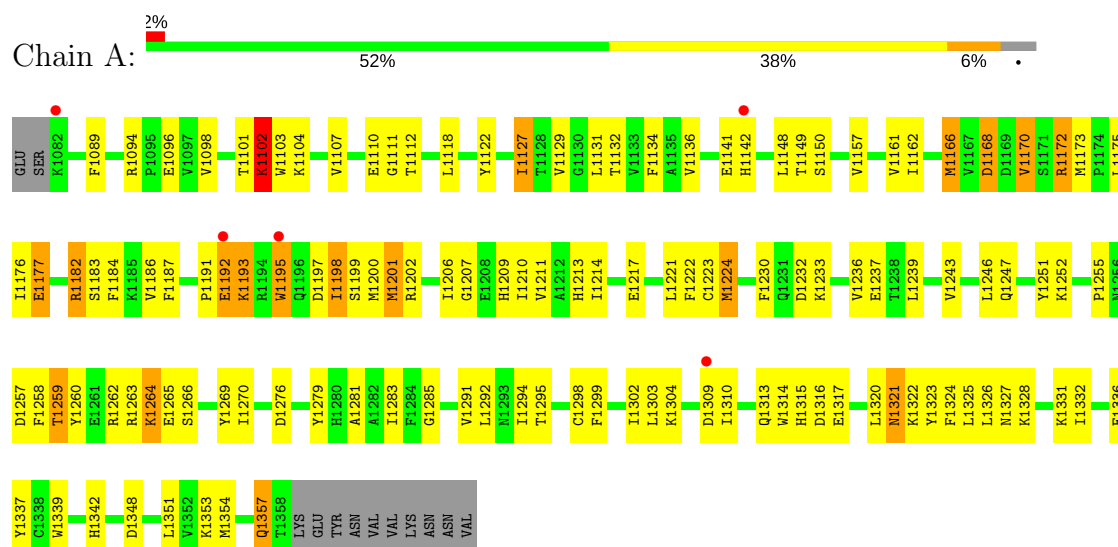 2%
Chain A:
52% 38% 6% •
GLU SER K1082 F1089 R1094 P1095 E1096 V1097 V1098 T1101 K1102 W1103 K1104 V1107 E1110 G1111 T1112 L1118 Y1122 I1127 T1128 V1129 G1130 L1131 T1132 V1133 F1134 A1135 V1136 E1141 H1142 L1148 T1149 S1150 V1157 V1161 I1162 M1166 V1167 D1168 D1169 V1170 S1171 R1172 M1173 P1174 L1175
I1176 E1177 R1182 S1183 F1184 K1185 V1186 F1187 P1191 E1192 K1193 R1194 W1195 Q1196 D1197 I1198 S1199 M1200 M1201 R1202 I1206 G1207 E1208 H1209 I1210 V1211 A1212 H1213 I1214 E1217 L1221 F1222 C1223 M1224 F1230 Q1231 D1232 K1233 V1236 E1237 T1238 L1239 V1243 L1246 Q1247 Y1251 K1252 P1255 N1256
D1257 F1258 T1259 Y1260 E1261 R1262 R1263 K1264 E1265 S1266 Y1269 I1270 D1276 Y1279 H1280 A1281 A1282 I1283 F1284 G1285 V1291 L1292 N1293 I1294 T1295 C1298 F1299 I1302 L1303 K1304 D1309 I1310 Q1313 W1314 H1315 D1316 E1317 L1320 N1321 K1322 Y1323 F1324 L1325 L1326 N1327 K1328 K1331 I1332 E1336
Y1337 C1338 W1339 H1342 D1348 L1351 V1352 K1353 M1354 Q1357 T1358 LYS GLU TYR ASN VAL VAL LYS ASN ASN VAL